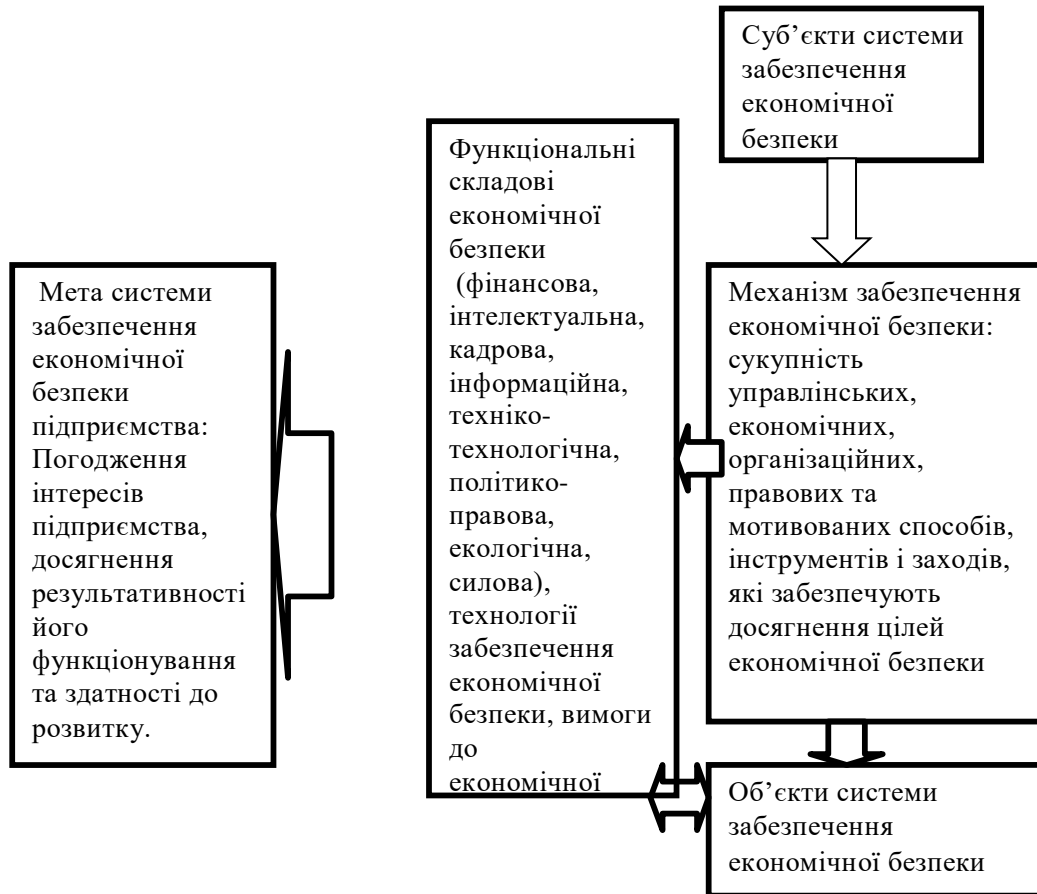 Суб’єкти системи
забезпечення
економічної
безпеки
Функціональні
складові
економічної
безпеки
(фінансова,
інтелектуальна,
кадрова,
інформаційна,
техніко-
технологічна,
політико-
правова,
екологічна,
силова),
технології
забезпечення
економічної
безпеки, вимоги
до
економічної
Мета системи
забезпечення
економічної
безпеки
підприємства:
Погодження
інтересів
підприємства,
досягнення
результативності
його
функціонування
та здатності до
розвитку.
Механізм забезпечення
економічної безпеки:
сукупність
управлінських,
економічних,
організаційних,
правових та
мотивованих способів,
інструментів і заходів,
які забезпечують
досягнення цілей
економічної безпеки
Об’єкти системи
забезпечення
економічної безпеки